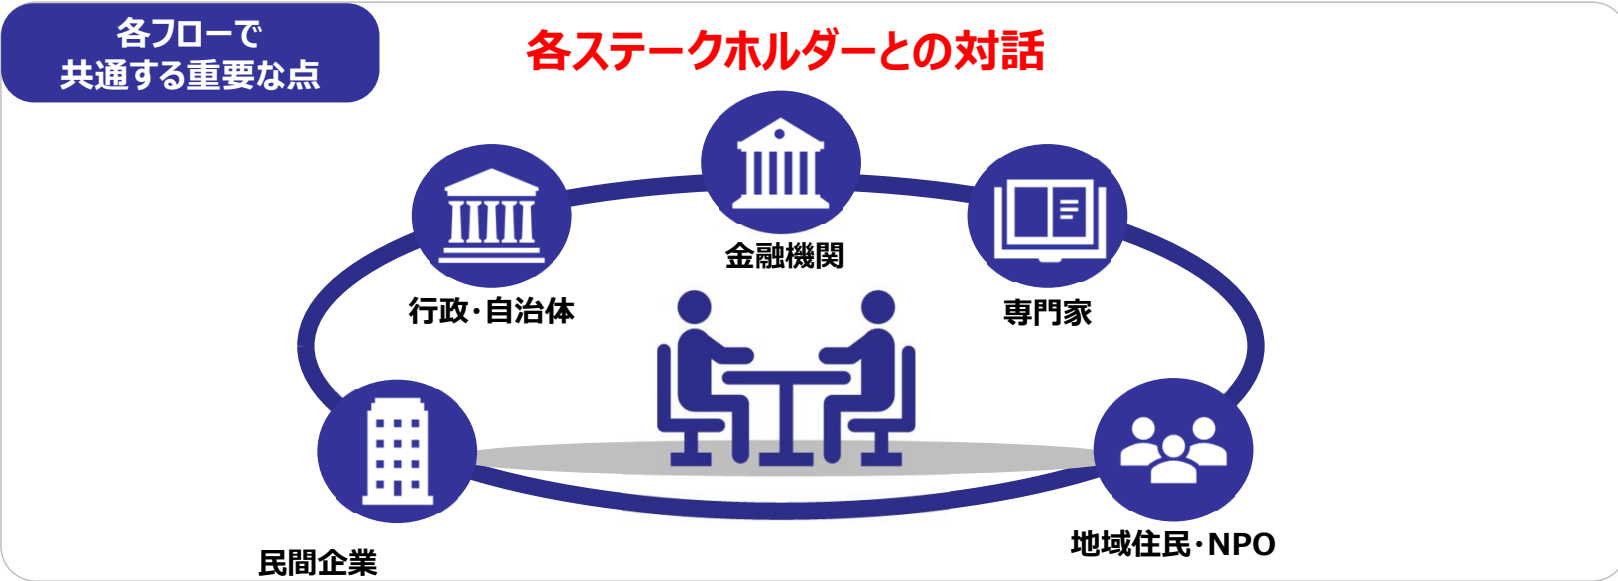 各フローで
共通する重要な点
各ステークホルダーとの対話
金融機関
行政・自治体
専門家
民間企業
地域住民・NPO